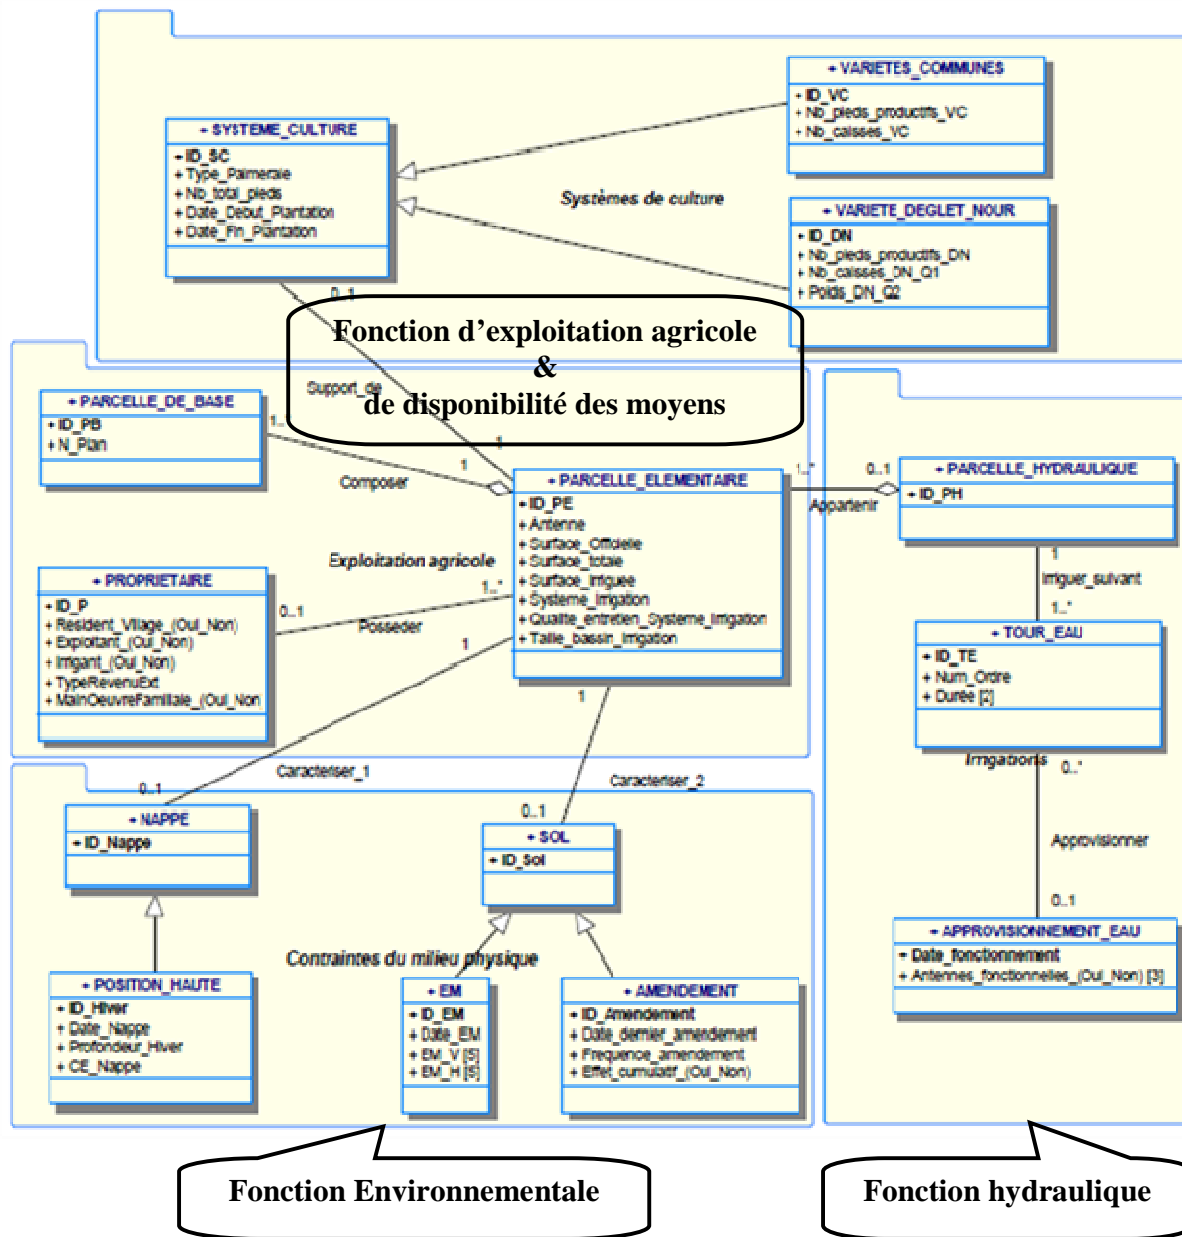 + VARIETES_COMMUNES
+ ID_VC
+ Nb_pieds_productifs_VC
+ Nb_caisses_VC
+ SYSTEME_CULTURE
+ ID_SC
+ Type_Palmeraie
+ Nb_total_pieds
+ Date_Debut_Plantation
+ Date_Fin_Plantation
Systèmes de culture
+ VARIETE_DEGLET_NOUR
+ ID_DN
+ Nb_pieds_productifs_DN
+ Nb_caisses_DN_Q1
+ Poids_DN_Q2
0..1
Fonction d'exploitation agricole
&
de disponibilité des moyens
Support_de
1
+ PARCELLE_DE_BASE
+ ID_PB
+ N_Plan
1..*
1
Composer
+ PARCELLE_ELEMENTAIRE
+ ID_PE
+ Antenne
+ Surface_Officielle
+ Surface_totale
+ Surface_Irriguee
+ Systeme_Irrigation
+ Qualite_entretien_Systeme_Irrigation
+ Taille_bassin_Irrigation
1..*
0..1
Appartenir
+ PARCELLE_HYDRAULIQUE
+ ID_PH
1
Irriguer_suivant
1..*
Exploitation agricole
+ PROPRIETAIRE
+ ID_P
+ Resident_Village_(Oui_Non)
+ Exploitant_(Oui_Non)
+ Irrigant_(Oui_Non)
+ TypeRevenuExt
+ MainOeuvreFamiliale_(Oui_Non
0..1
1..*
Posseder
1
1
+ TOUR_EAU
+ ID_TE
+ Num_Ordre
+ Durée [2]
Irrigations
0..*
Caracteriser_1
0..1
Caracteriser_2
0..1
+ NAPPE
+ ID_Nappe
+ SOL
+ ID_Sol
Approvisionner
0..1
+ APPROVISIONNEMENT_EAU
+ Date_fonctionnement
+ Antennes_fonctionnelles_(Oui_Non) [3]
Contraintes du milieu physique
+ POSITION_HAUTE
+ ID_Hiver
+ Date_Nappe
+ Profondeur_Hiver
+ CE_Nappe
+ EM
+ ID_EM
+ Date_EM
+ EM_V [5]
+ EM_H [5]
+ AMENDEMENT
+ ID_Amendement
+ Date_dernier_amendement
+ Frequence_amendement
+ Effet_cumulatif_(Oui_Non)
Fonction Environnementale
Fonction hydraulique